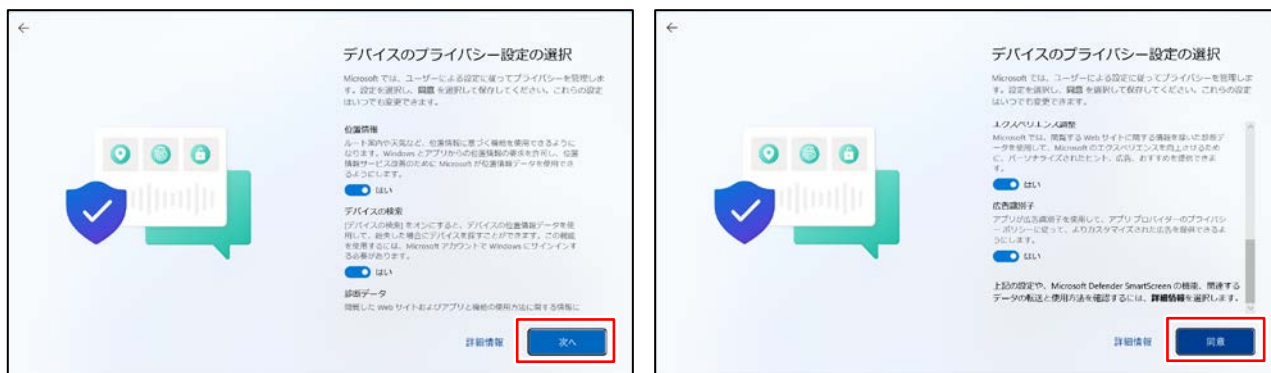 デバイスのプライバシー設定の選択
Microsoft では、ユーザーによる設定に従ってプライバシーを管理しま
す。設定を選択し、同意 を選択して保存してください。これらの設定
はいつでも変更できます。
位置情報
ルート案内や天気など、位置情報に基づく機能を使用できるように
なります。Windows とアプリからの位置情報の要求を許可し、位置
情報サービス改善のために Microsoft が位置情報データを使用でき
るようにします。
はい
デバイスの検索
[デバイスの検索] をオンにすると、デバイスの位置情報データを使
用して、紛失した場合にデバイスを探すことができます。この機能
を使用するには、Microsoft アカウントで Windows にサインインす
る必要があります。
はい
診断データ
閲覧した Web サイトおよびアプリと機能の使用方法に関する情報に
詳細情報
次へ
デバイスのプライバシー設定の選択
Microsoft では、ユーザーによる設定に従ってプライバシーを管理しま
す。設定を選択し、同意 を選択して保存してください。これらの設定
はいつでも変更できます。
エクスペリエンス調整
Microsoft では、閲覧する Web サイトに関する情報を除いた診断デ
ータを使用して、Microsoft のエクスペリエンスを向上させるため
に、パーソナライズされたヒント、広告、おすすめを提供できま
す。
はい
広告識別子
アプリが広告識別子を使用して、アプリ プロバイダーのプライバシ
ー ポリシーに従って、よりカスタマイズされた広告を提供できるよ
うにします。
はい
上記の設定や、Microsoft Defender SmartScreen の機能、関連する
データの転送と使用方法を確認するには、詳細情報を選択します。
詳細情報
同意